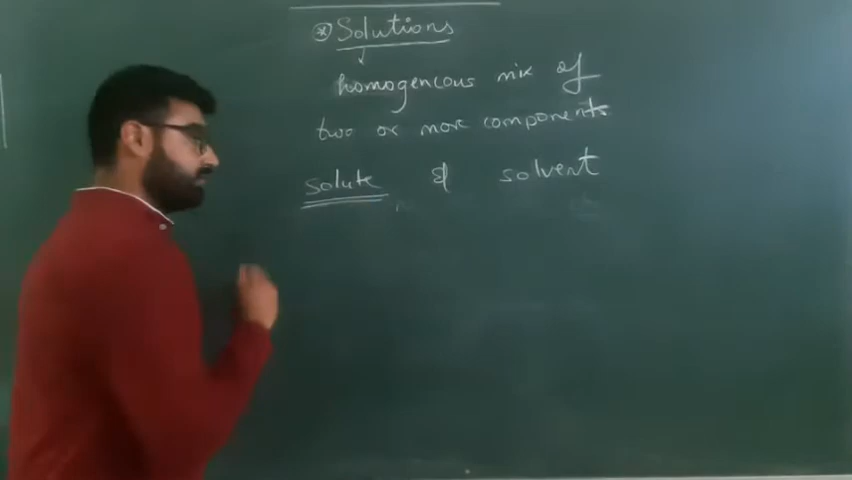 ⊛ Solutions
homogeneous mix of
two or more components
solute & solvent